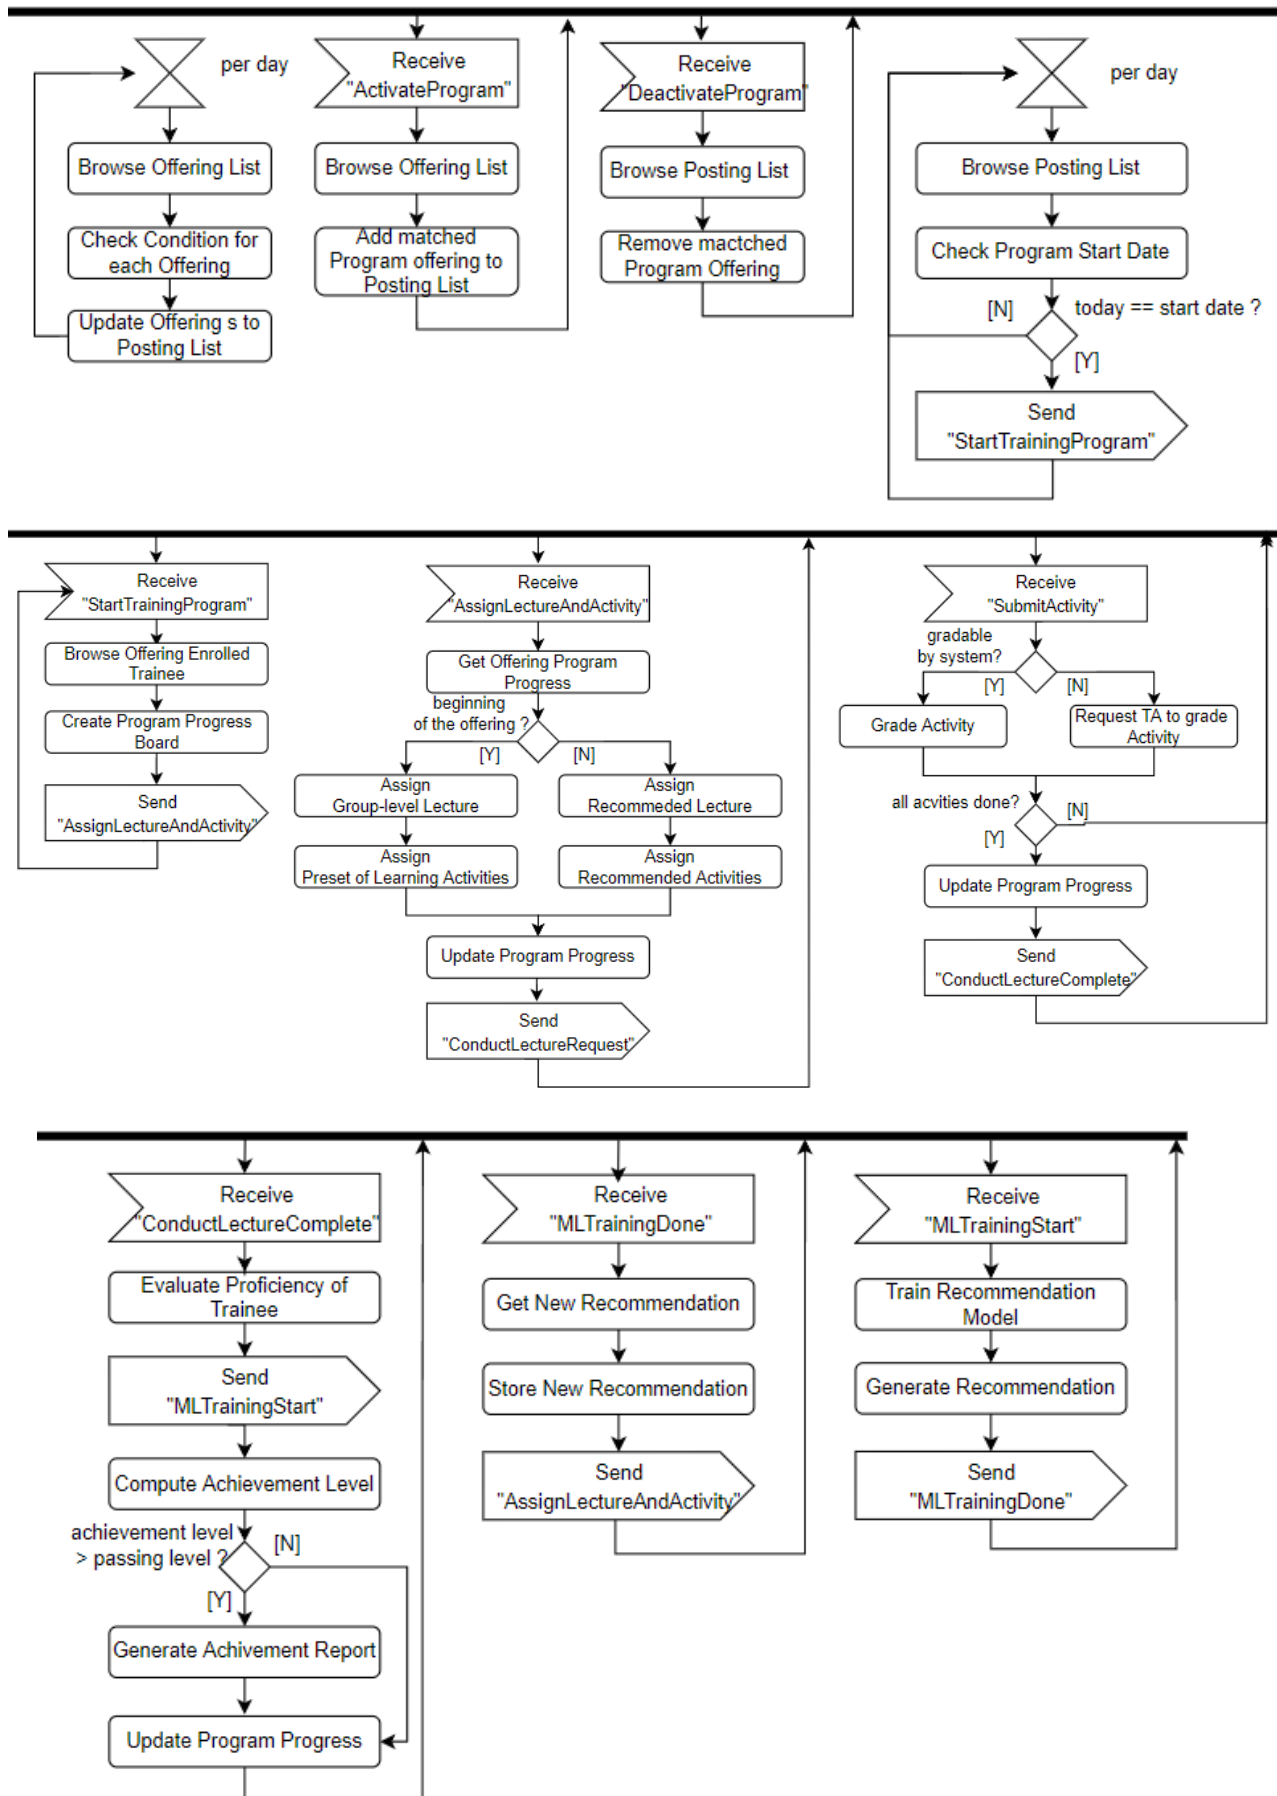 per day
Browse Offering List
Check Condition for
each Offering
Update Offering s to
Posting List
Receive
"ActivateProgram"
Browse Offering List
Add matched
Program offering to
Posting List
Receive
"DeactivateProgram"
Browse Posting List
Remove mactched
Program Offering
per day
Browse Posting List
Check Program Start Date
[N]
today == start date ?
[Y]
Send
"StartTrainingProgram"
Receive
"StartTrainingProgram"
Browse Offering Enrolled
Trainee
Create Program Progress
Board
Send
"AssignLectureAndActivity"
Receive
"AssignLectureAndActivity"
Get Offering Program
Progress
beginning
of the offering ?
[Y]
[N]
Assign
Group-level Lecture
Assign
Recommeded Lecture
Assign
Preset of Learning Activities
Assign
Recommended Activities
Update Program Progress
Send
"ConductLectureRequest"
Receive
"SubmitActivity"
gradable
by system?
[Y]
[N]
Grade Activity
Request TA to grade
Activity
all acvities done?
[N]
[Y]
Update Program Progress
Send
"ConductLectureComplete"
Receive
"ConductLectureComplete"
Evaluate Proficiency of
Trainee
Send
"MLTrainingStart"
Compute Achievement Level
achievement level
> passing level ?
[N]
[Y]
Generate Achivement Report
Update Program Progress
Receive
"MLTrainingDone"
Get New Recommendation
Store New Recommendation
Send
"AssignLectureAndActivity"
Receive
"MLTrainingStart"
Train Recommendation
Model
Generate Recommendation
Send
"MLTrainingDone"